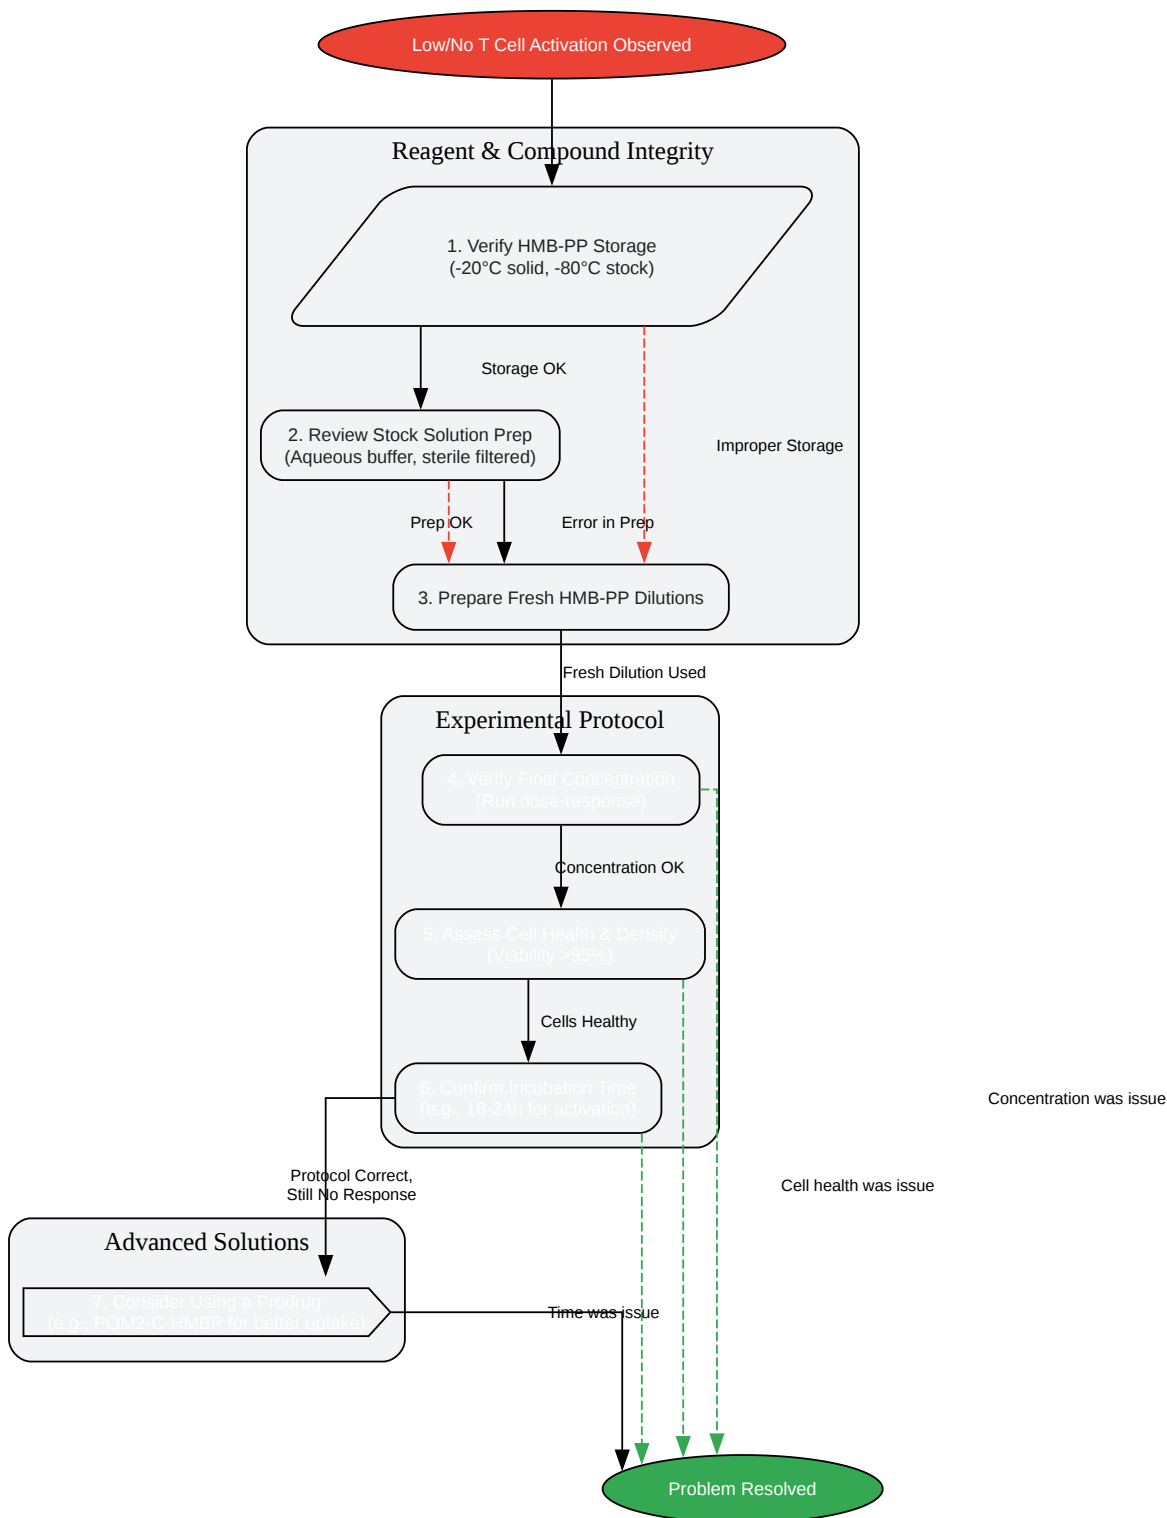 Low/No T Cell Activation Observed
Reagent & Compound Integrity
1. Verify HMB-PP Storage
(-20°C solid, -80°C stock)
Storage OK
2. Review Stock Solution Prep
(Aqueous buffer, sterile filtered)
Improper Storage
Prep OK
Error in Prep
3. Prepare Fresh HMB-PP Dilutions
Fresh Dilution Used
Experimental Protocol
4. Verify Final Concentration
(Run dose-response)
Concentration OK
5. Assess Cell Health & Density
(Viability >95%)
Cells Healthy
6. Confirm Incubation Time
(e.g., 18-24h for activation)
Concentration was issue
Protocol Correct,
Still No Response
Cell health was issue
Advanced Solutions
7. Consider Using a Prodrug
(e.g., POM2-C-HMBP for better uptake)
Time was issue
Problem Resolved